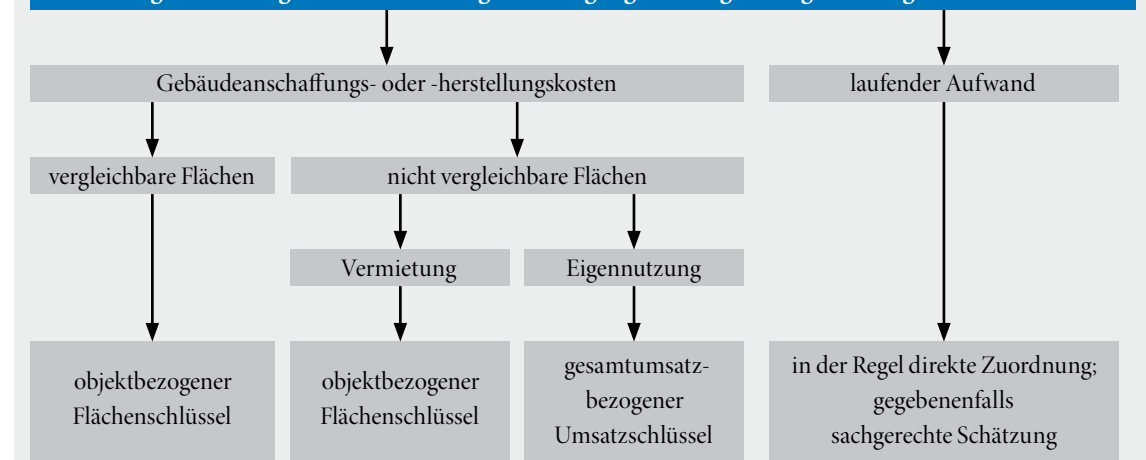 Gebäudeanschaffungs- oder -herstellungskosten
laufender Aufwand
vergleichbare Flächen
nicht vergleichbare Flächen
Vermietung
Eigennutzung
objektbezogener
Flächenschlüssel
objektbezogener
Flächenschlüssel
gesamtumsatz-
bezogener
Umsatzschlüssel
in der Regel direkte Zuordnung;
gegebenenfalls
sachgerechte Schätzung